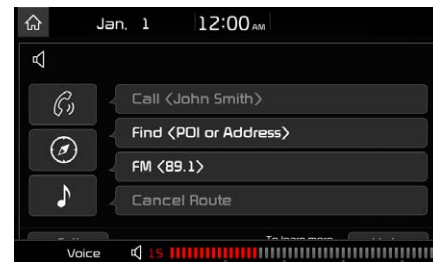 Jan. 1 12:00 AM
Call <John Smith>
Find <POI or Address>
FM <89.1>
Cancel Route
To learn more
Voice 15